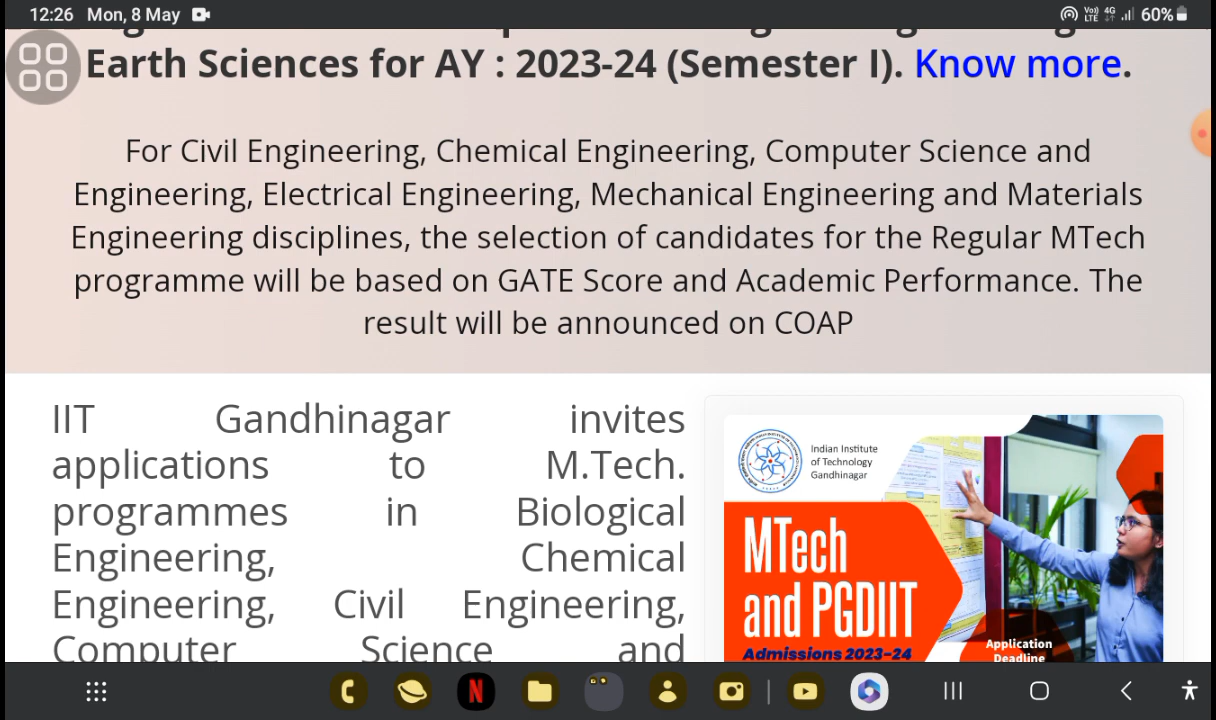 12:26 Mon, 8 May
Vo) LTE 4G 60%
Earth Sciences for AY : 2023-24 (Semester I). Know more.
For Civil Engineering, Chemical Engineering, Computer Science and
Engineering, Electrical Engineering, Mechanical Engineering and Materials
Engineering disciplines, the selection of candidates for the Regular MTech
programme will be based on GATE Score and Academic Performance. The
result will be announced on COAP
IIT Gandhinagar invites
applications to M.Tech.
programmes in Biological
Engineering, Chemical
Engineering, Civil Engineering,
Computer Science and
Indian Institute
of Technology
Gandhinagar
MTech
and PGDIIT
Admissions 2023-24
Application
Deadline